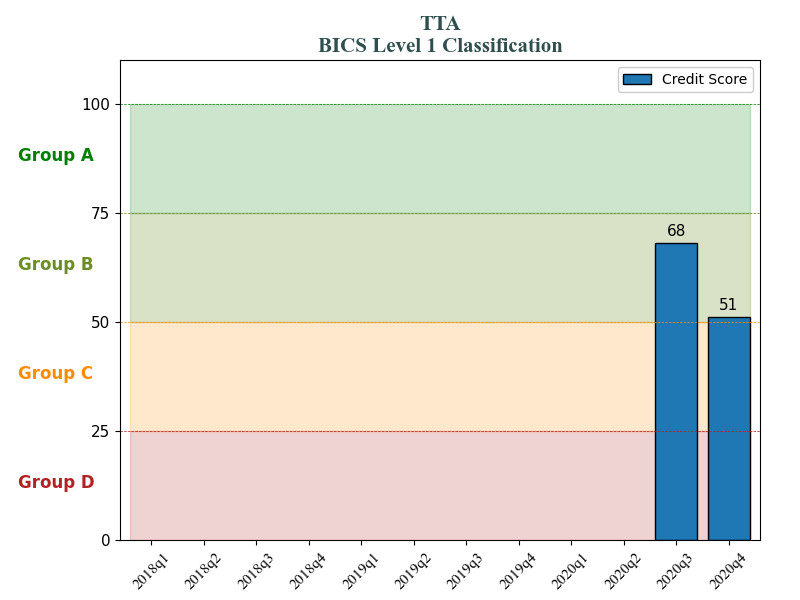 TTA
BICS Level 1 Classification
Credit Score
100
Group A
75
68
Group B
51
50
Group C
25
Group D
0
2018q1 2018q2 2018q3 2018q4 2019q1 2019q2 2019q3 2019q4 2020q1 2020q2 2020q3 2020q4